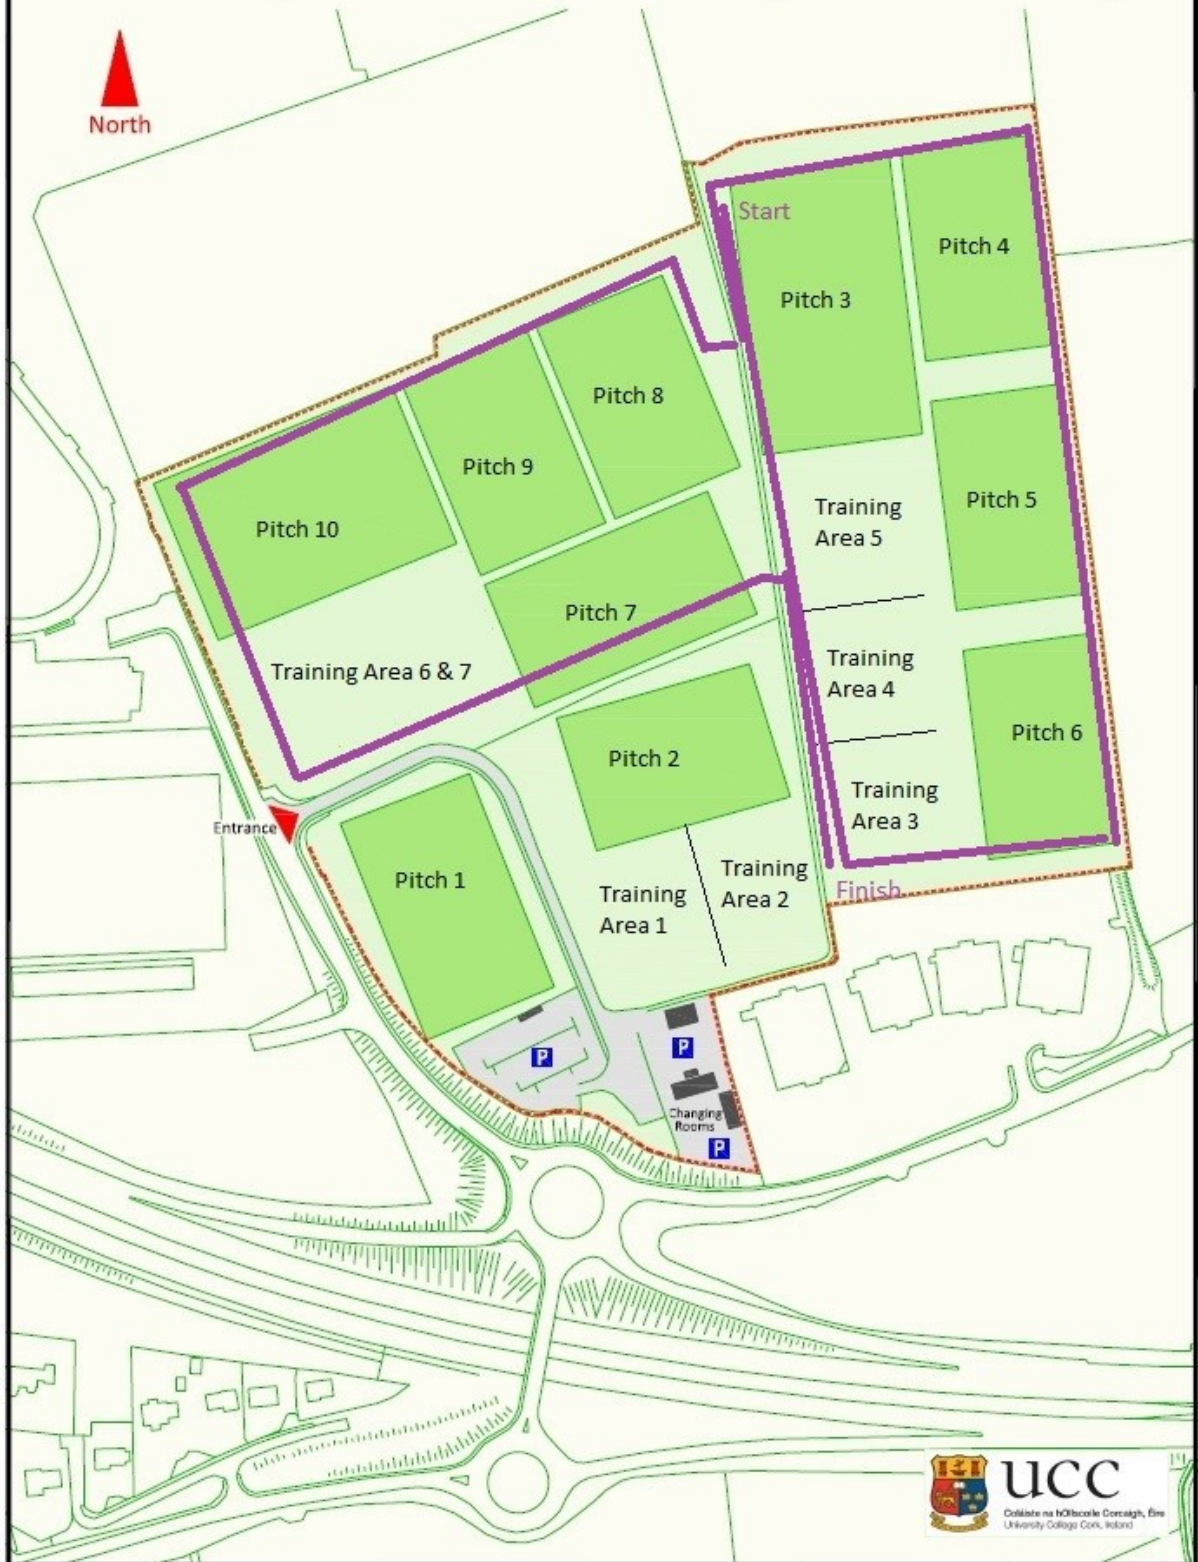 North
Start
Pitch 4
Pitch 3
Pitch 8
Pitch 9
Pitch 10
Training
Area 5
Pitch 5
Pitch 7
Training Area 6 & 7
Training
Area 4
Pitch 2
Pitch 6
Training
Area 3
Entrance
Pitch 1
Training
Area 2
Training
Area 1
Finish
P
P
Changing
Rooms
P
UCC
Coláiste na hOllscoile Corcaigh, Éire
University College Cork, Ireland